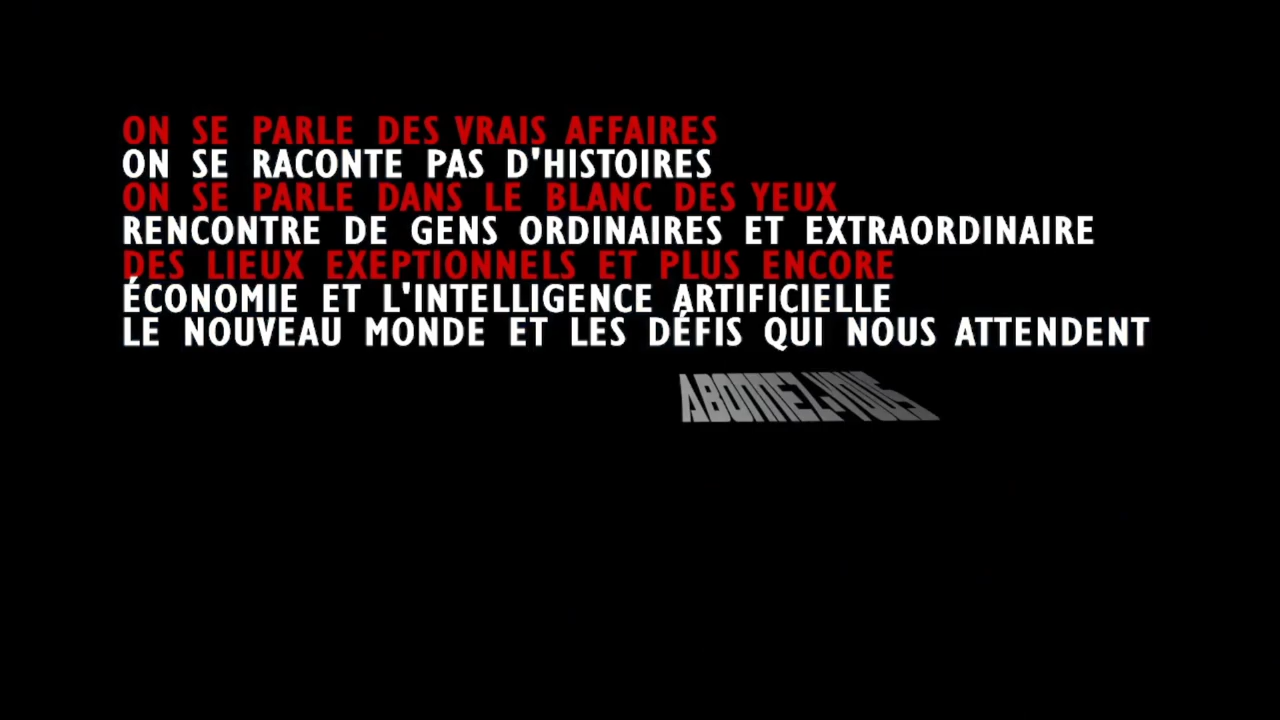 ON SE PARLE DES VRAIS AFFAIRES
ON SE RACONTE PAS D'HISTOIRES
ON SE PARLE DANS LE BLANC DES YEUX
RENCONTRE DE GENS ORDINAIRES ET EXTRAORDINAIRE
DES LIEUX EXEPTIONNELS ET PLUS ENCORE
ÉCONOMIE ET L'INTELLIGENCE ARTIFICIELLE
LE NOUVEAU MONDE ET LES DÉFIS QUI NOUS ATTENDENT
ABONNEZ-VOUS